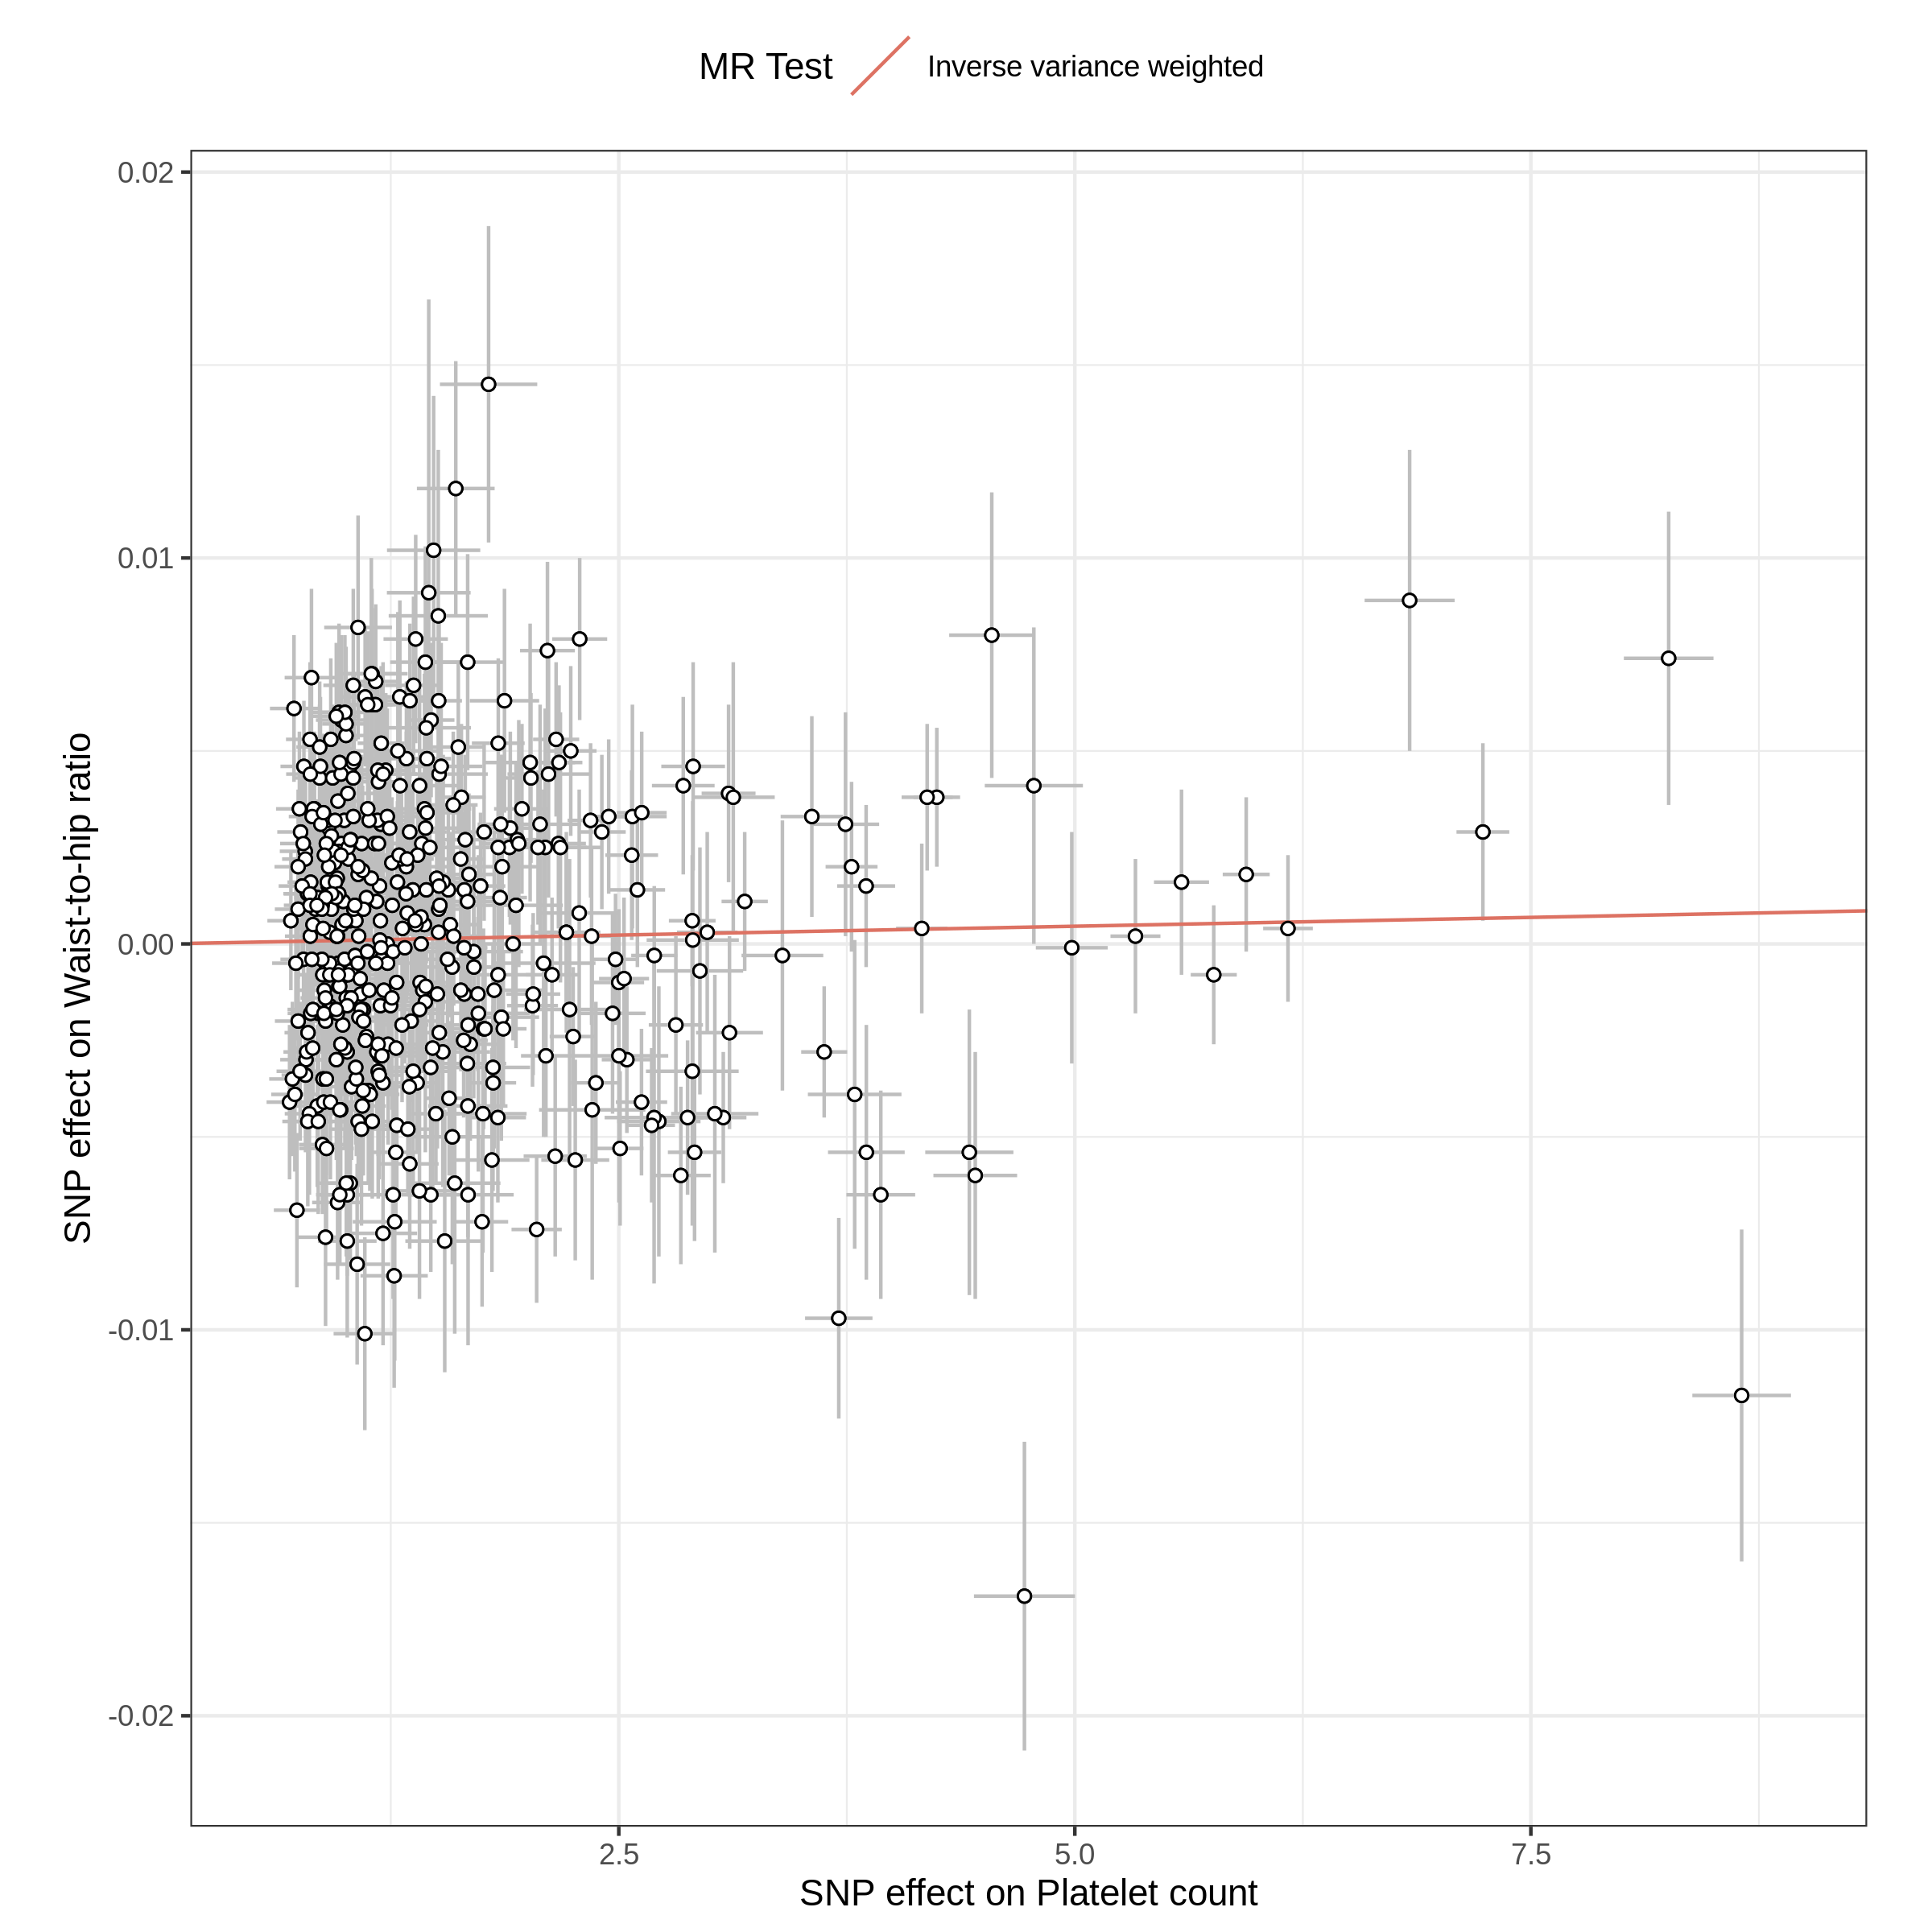 MR Test Inverse variance weighted
0.02
0.01
0.00
-0.01
-0.02
SNP effect on Waist-to-hip ratio
2.5 5.0 7.5
SNP effect on Platelet count